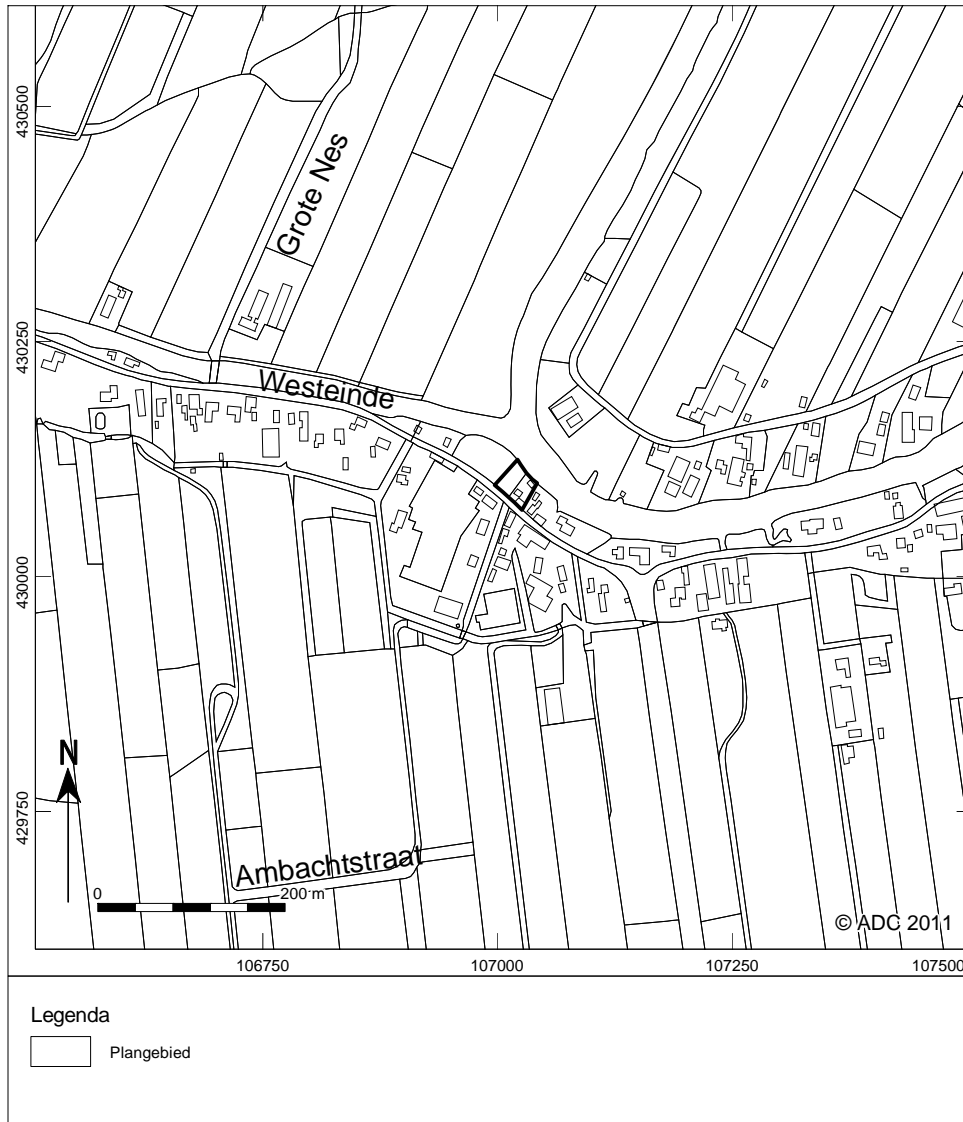 430500
Grote Nes
430250
Westeinde
430000
N
429750
Ambachtstraat
0 200 m
© ADC 2011
106750 107000 107250 107500
Legenda
Plangebied